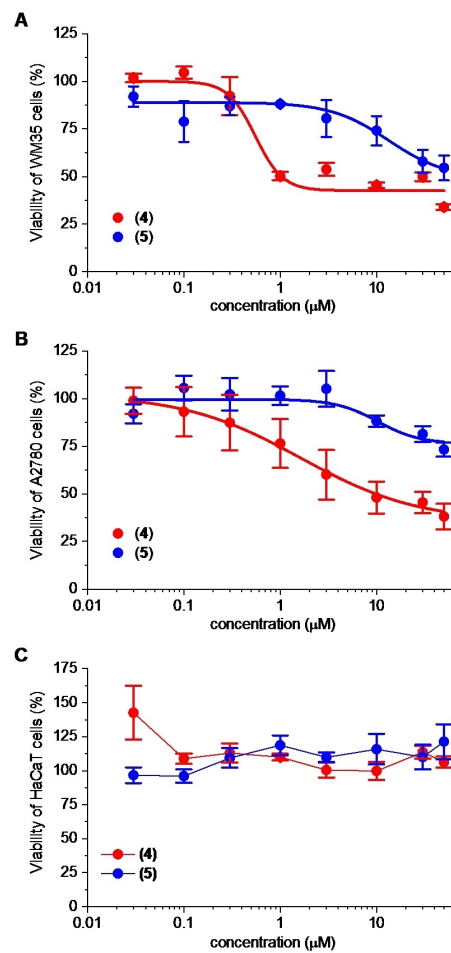 A
Viability of WM35 cells (%)
125
100
75
50
25
0
(4)
(5)
0.01 0.1 1 10
concentration (µM)
B
Viability of A2780 cells (%)
125
100
75
50
25
0
(4)
(5)
0.01 0.1 1 10
concentration (µM)
C
Viability of HaCaT cells (%)
175
150
125
100
75
50
25
0
(4)
(5)
0.01 0.1 1 10
concentration (µM)